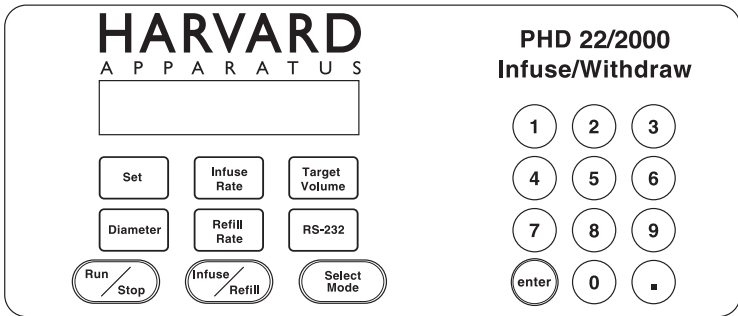 HARVARD
APPARATUS
PHD 22/2000
Infuse/Withdraw
Set
Infuse
Rate
Target
Volume
Diameter
Refill
Rate
RS-232
Run/Stop
Infuse/Refill
Select
Mode
1 2 3
4 5 6
7 8 9
enter 0 .